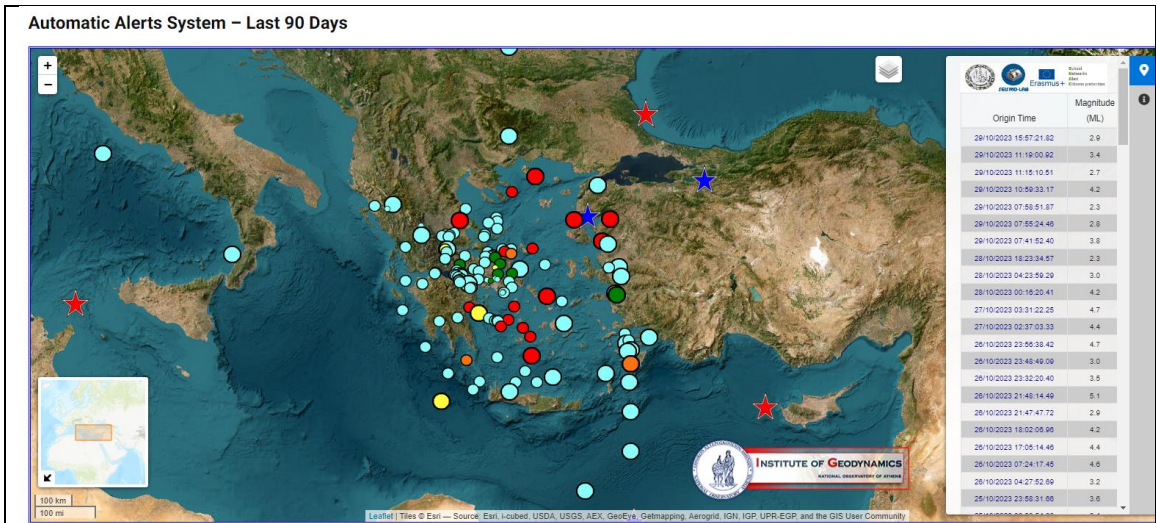 Automatic Alerts System – Last 90 Days
+
−
Erasmus+
Origin Time
Magnitude
(ML)
29/10/2023 15:57:21.82 2.9
29/10/2023 11:19:00.92 3.4
29/10/2023 11:15:10.51 2.7
29/10/2023 10:59:33.17 4.2
29/10/2023 07:58:51.87 2.3
29/10/2023 07:55:24.46 2.8
29/10/2023 07:41:52.40 3.8
28/10/2023 18:23:34.57 2.3
28/10/2023 04:23:59.29 3.0
28/10/2023 00:16:20.41 4.2
27/10/2023 03:31:22.25 4.7
27/10/2023 02:37:03.33 4.4
26/10/2023 23:56:38.42 4.7
26/10/2023 23:48:49.09 3.0
26/10/2023 23:32:20.40 3.5
26/10/2023 21:48:14.49 5.1
26/10/2023 21:47:47.72 2.9
26/10/2023 18:02:06.96 4.2
26/10/2023 17:05:14.46 4.4
26/10/2023 07:24:17.45 4.6
26/10/2023 04:27:52.69 3.2
25/10/2023 23:58:31.66 3.6
INSTITUTE OF GEODYNAMICS
NATIONAL OBSERVATORY OF ATHENS
100 km
100 mi
Leaflet | Tiles © Esri — Source: Esri, i-cubed, USDA, USGS, AEX, GeoEye, Getmapping, Aerogrid, IGN, IGP, UPR-EGP, and the GIS User Community